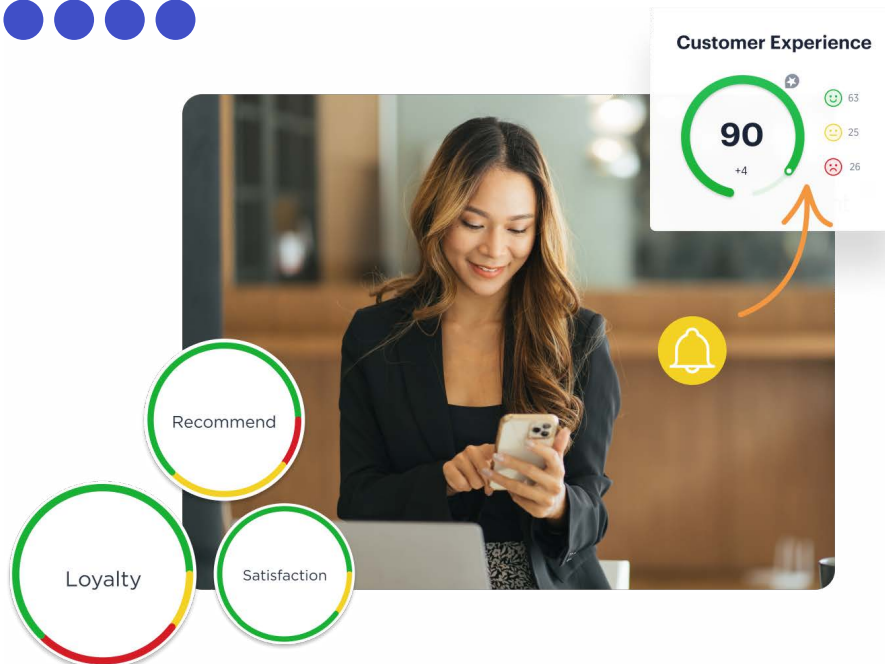 Customer Experience
90
+4
63
25
26
Recommend
Loyalty
Satisfaction